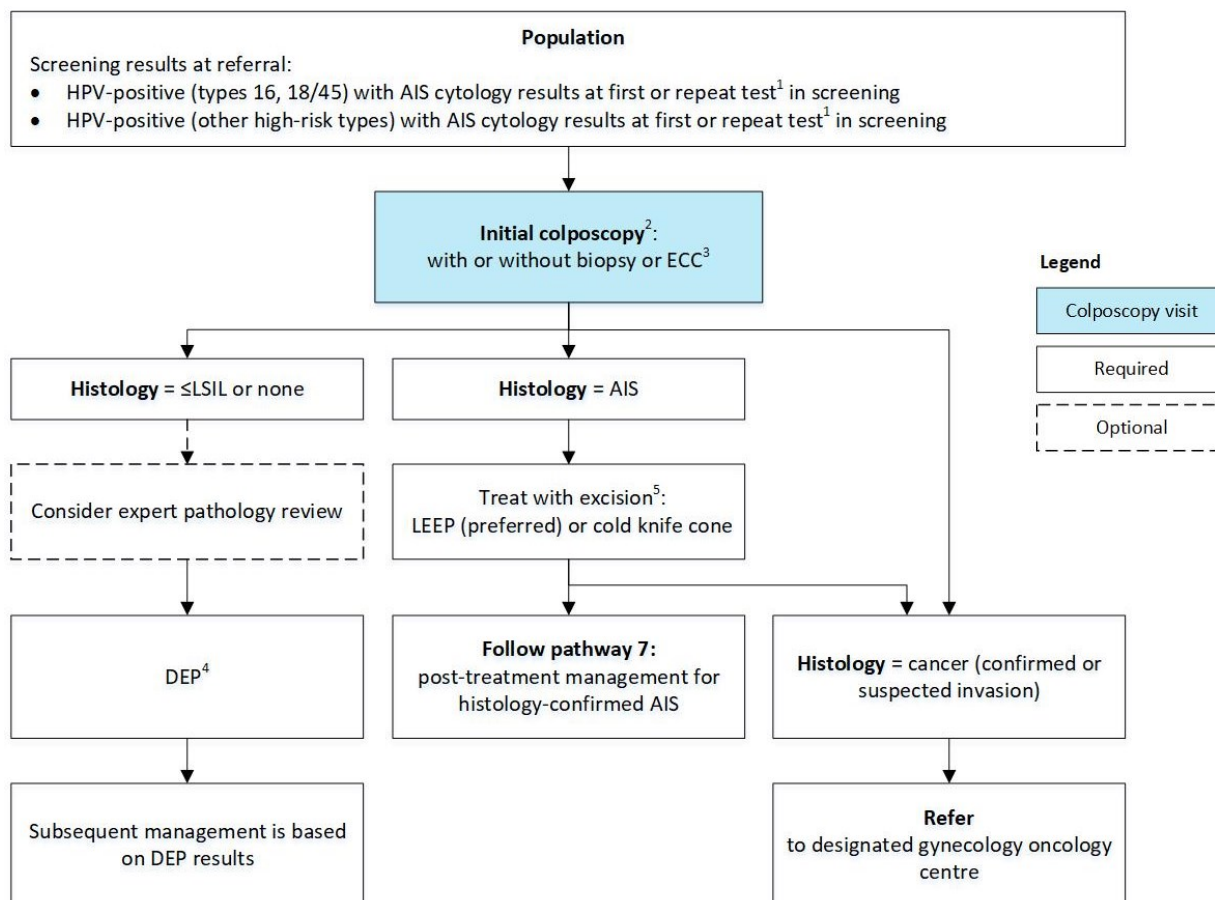 Population
Screening results at referral:
• HPV-positive (types 16, 18/45) with AIS cytology results at first or repeat test¹ in screening
• HPV-positive (other high-risk types) with AIS cytology results at first or repeat test¹ in screening
Initial colposcopy²:
with or without biopsy or ECC³
Legend
Colposcopy visit
Required
Optional
Histology = ≤LSIL or none
Histology = AIS
Consider expert pathology review
Treat with excision⁵:
LEEP (preferred) or cold knife cone
DEP⁴
Follow pathway 7:
post-treatment management for
histology-confirmed AIS
Histology = cancer (confirmed or
suspected invasion)
Subsequent management is based
on DEP results
Refer
to designated gynecology oncology
centre